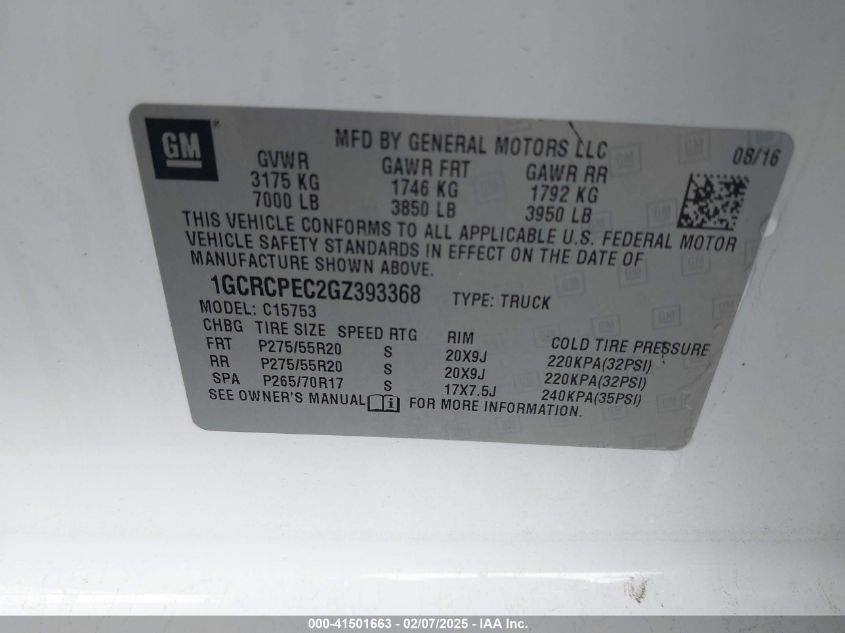 GM®
MFD BY GENERAL MOTORS LLC
08/16
GVWR GAWR FRT GAWR RR
3175 KG 1746 KG 1792 KG
7000 LB 3850 LB 3950 LB
THIS VEHICLE CONFORMS TO ALL APPLICABLE U.S. FEDERAL MOTOR
VEHICLE SAFETY STANDARDS IN EFFECT ON THE DATE OF
MANUFACTURE SHOWN ABOVE.
1GCRCPEC2GZ393368 TYPE: TRUCK
MODEL: C15753
CHBG TIRE SIZE SPEED RTG RIM COLD TIRE PRESSURE
FRT P275/55R20 S 20X9J 220KPA(32PSI)
RR P275/55R20 S 20X9J 220KPA(32PSI)
SPA P265/70R17 S 17X7.5J 240KPA(35PSI)
SEE OWNER'S MANUAL i FOR MORE INFORMATION.
000-41501663 — 02/07/2025 — IAA Inc.